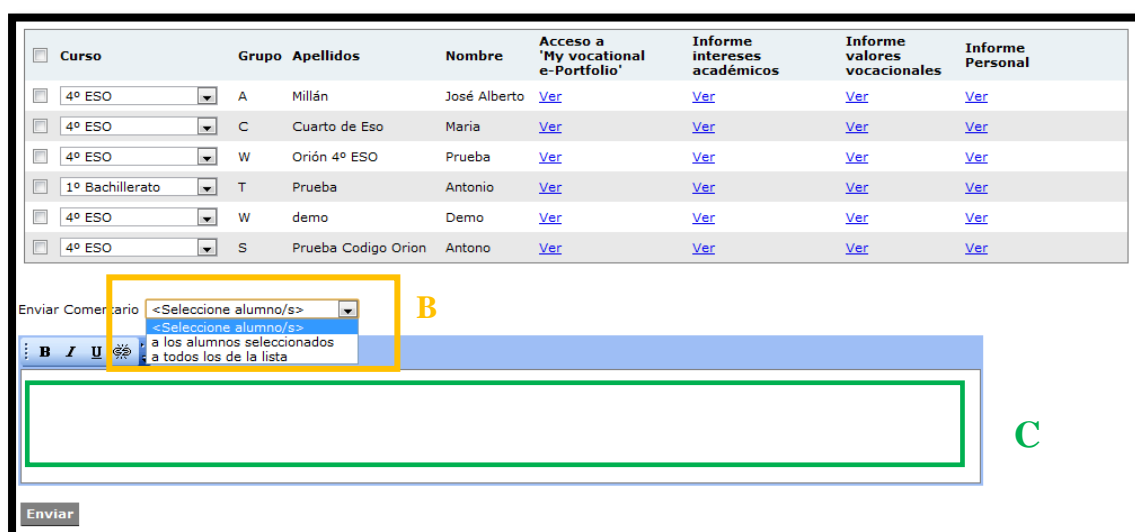 Curso Grupo Apellidos Nombre Acceso a 'My vocational e-Portfolio' Informe intereses académicos Informe valores vocacionales Informe Personal
4º ESO A Millán José Alberto Ver Ver Ver Ver
4º ESO C Cuarto de Eso Maria Ver Ver Ver Ver
4º ESO W Orión 4º ESO Prueba Ver Ver Ver Ver
1º Bachillerato T Prueba Antonio Ver Ver Ver Ver
4º ESO W demo Demo Ver Ver Ver Ver
4º ESO S Prueba Codigo Orion Antono Ver Ver Ver Ver
Enviar Comentario <Seleccione alumno/s> B
<Seleccione alumno/s>
a los alumnos seleccionados
B I U a todos los de la lista
C
Enviar